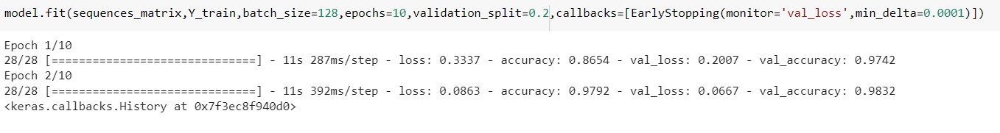 model.fit(sequences_matrix,Y_train,batch_size=128,epochs=10,validation_split=0.2,callbacks=[EarlyStopping(monitor='val_loss',min_delta=0.0001)])
Epoch 1/10
28/28 [==============================] - 11s 287ms/step - loss: 0.3337 - accuracy: 0.8654 - val_loss: 0.2007 - val_accuracy: 0.9742
Epoch 2/10
28/28 [==============================] - 11s 392ms/step - loss: 0.0863 - accuracy: 0.9792 - val_loss: 0.0667 - val_accuracy: 0.9832
<keras.callbacks.History at 0x7f3ec8f940d0>